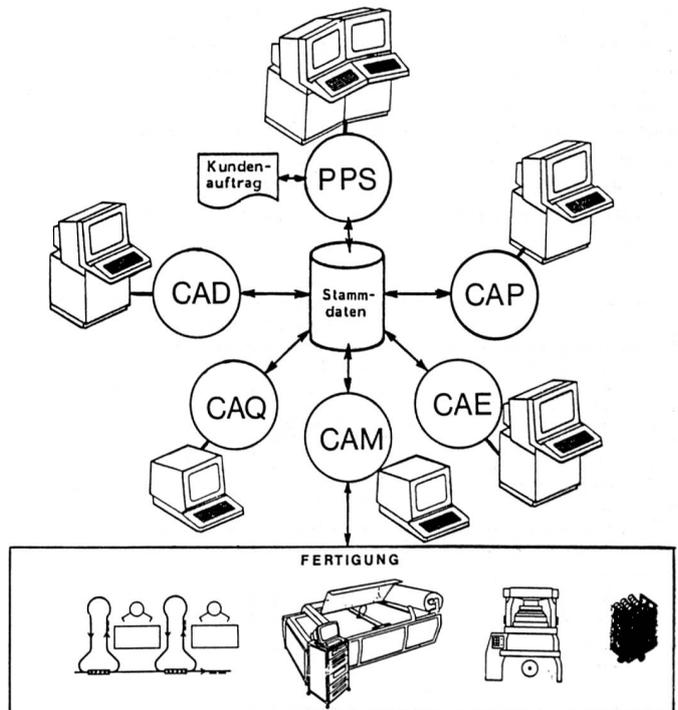 Kunden-
auftrag
PPS
CAD
Stamm-
daten
CAP
CAQ
CAM
CAE
FERTIGUNG